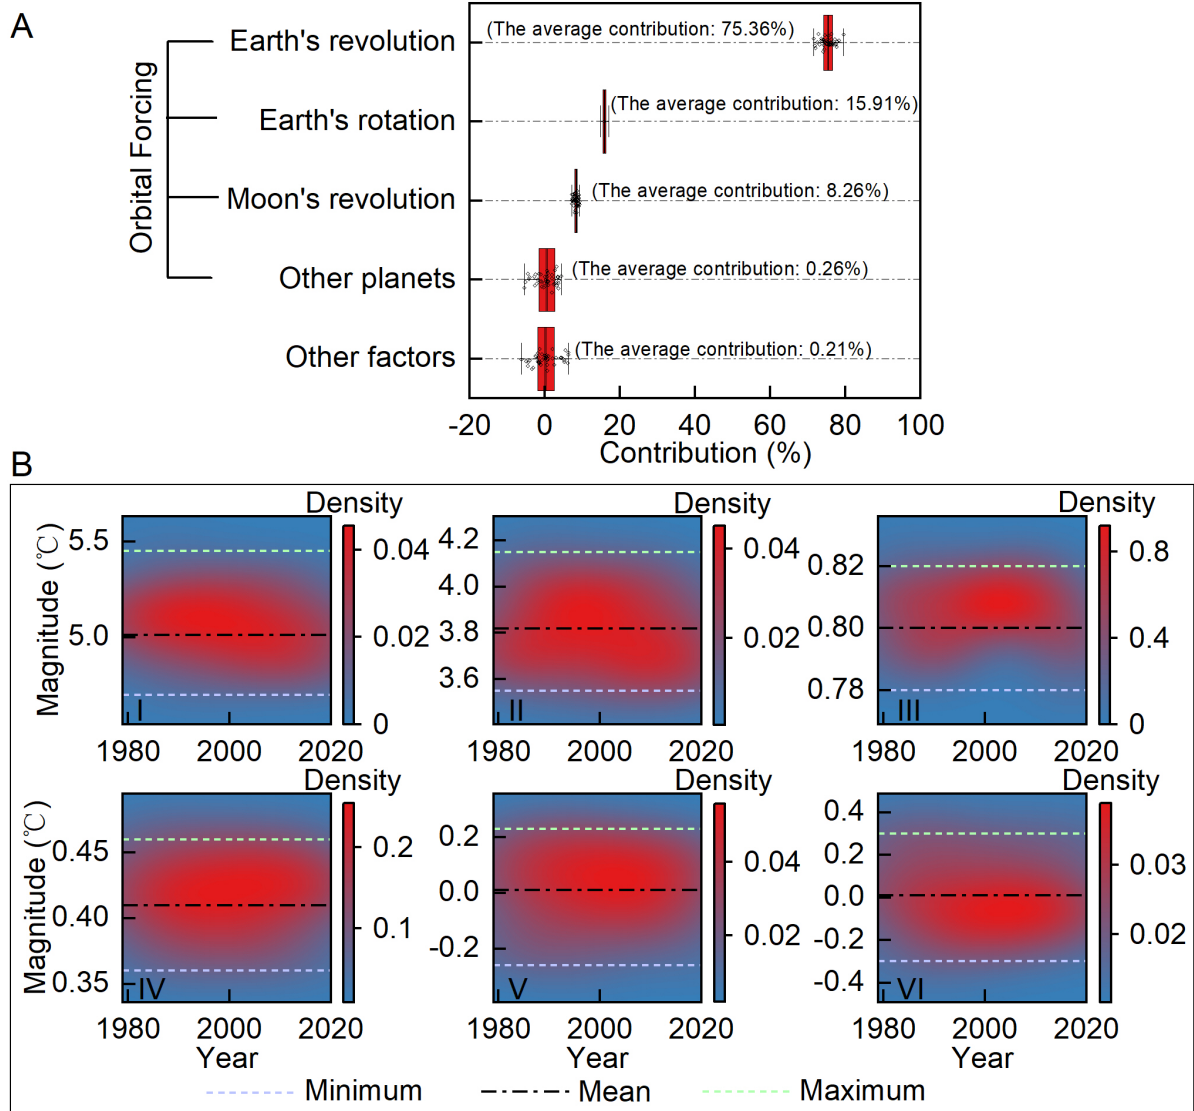 A
Orbital Forcing
Earth's revolution
(The average contribution: 75.36%)
Earth's rotation
(The average contribution: 15.91%)
Moon's revolution
(The average contribution: 8.26%)
Other planets
(The average contribution: 0.26%)
Other factors
(The average contribution: 0.21%)
-20 0 20 40 60 80 100
Contribution (%)
B
Density
Magnitude (℃)
5.5
5.0
I
0.04
0.02
0
1980 2000 2020
Density
4.2
4.0
3.8
3.6
II
0.04
0.02
1980 2000 2020
Density
0.82
0.80
0.78
III
0.8
0.4
0
1980 2000 2020
Density
Magnitude (℃)
0.45
0.40
0.35
IV
0.2
0.1
1980 2000 2020
Year
Density
0.2
0.0
-0.2
V
0.04
0.02
1980 2000 2020
Year
Density
0.4
0.2
0.0
-0.2
-0.4
VI
0.03
0.02
1980 2000 2020
Year
Minimum Mean Maximum